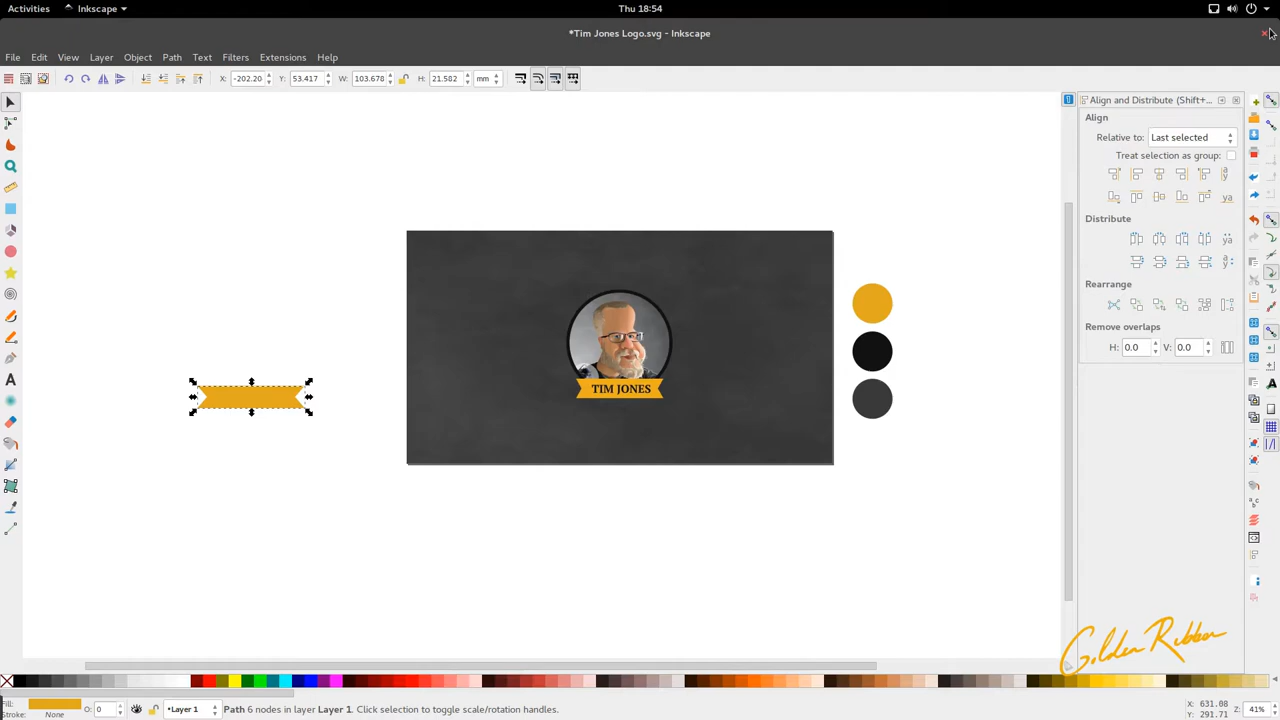 Activities
Inkscape
Thu 18:54
*Tim Jones Logo.svg - Inkscape
File Edit View Layer Object Path Text Filters Extensions Help
X: -202.20 Y: 53.417 W: 103.678 H: 21.582 mm
Align and Distribute (Shift+...
Align
Relative to: Last selected
Treat selection as group:
Distribute
Rearrange
Remove overlaps
H: 0.0 V: 0.0
TIM JONES
Golden Ribbon
Fill:
Stroke: None
O: 0
•Layer 1
Path 6 nodes in layer Layer 1. Click selection to toggle scale/rotation handles.
X: 631.08
Y: 291.71
Z: 41%